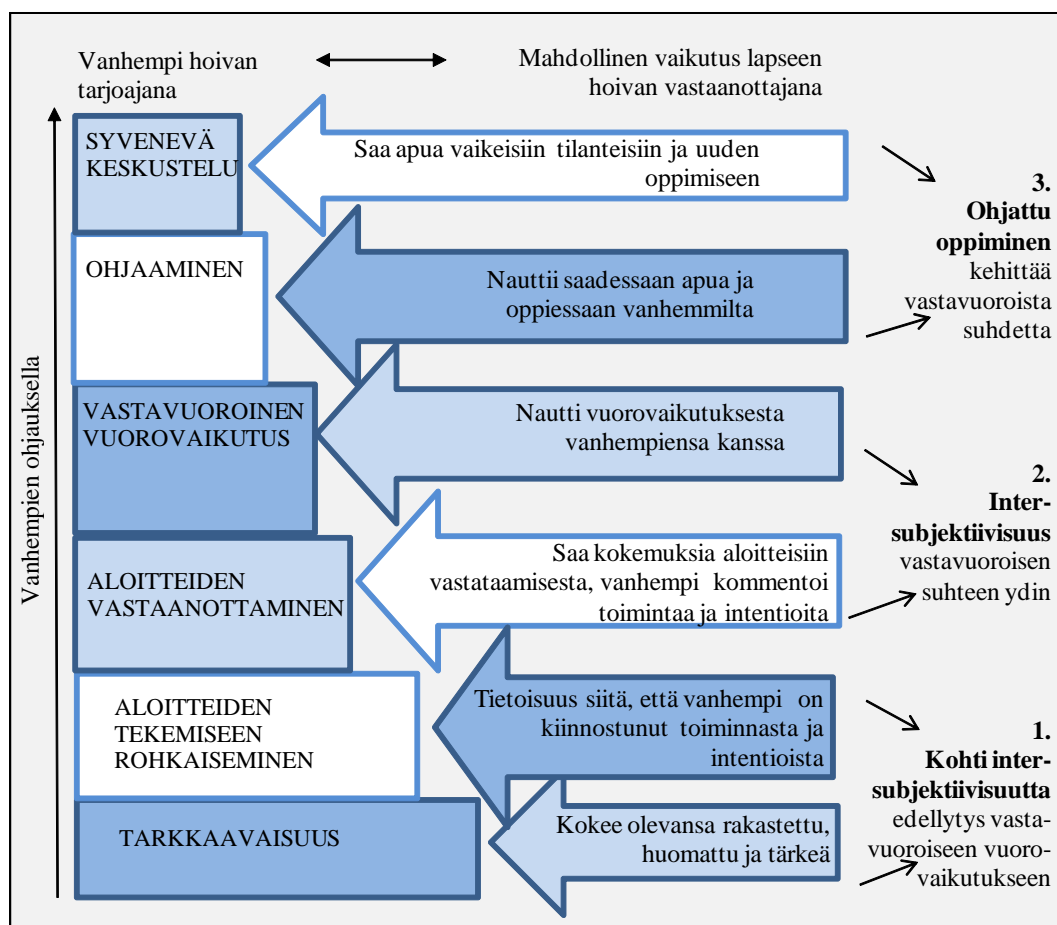 Vanhempi hoivan
tarjoajana
Mahdollinen vaikutus lapseen
hoivan vastaanottajana
Vanhempien ohjauksella
SYVENEVÄ
KESKUSTELU
Saa apua vaikeisiin tilanteisiin ja uuden
oppimiseen
OHJAAMINEN
Nauttii saadessaan apua ja
oppiessaan vanhemmilta
3.
Ohjattu
oppiminen
kehittää
vastavuoroista
suhdetta
VASTAVUOROINEN
VUOROVAIKUTUS
Nautti vuorovaikutuksesta
vanhempiensa kanssa
ALOITTEIDEN
VASTAANOTTAMINEN
Saa kokemuksia aloitteisiin
vastataamisesta, vanhempi kommentoi
toimintaa ja intentioita
2.
Inter-
subjektiivisuus
vastavuoroisen
suhteen ydin
ALOITTEIDEN
TEKEMISEEN
ROHKAISEMINEN
Tietoisuus siitä, että vanhempi on
kiinnostunut toiminnasta ja
intentioista
TARKKAAVAISUUS
Kokee olevansa rakastettu,
huomattu ja tärkeä
1.
Kohti inter-
subjektiivisuutta
edellytys vasta-
vuoroiseen vuoro-
vaikutukseen